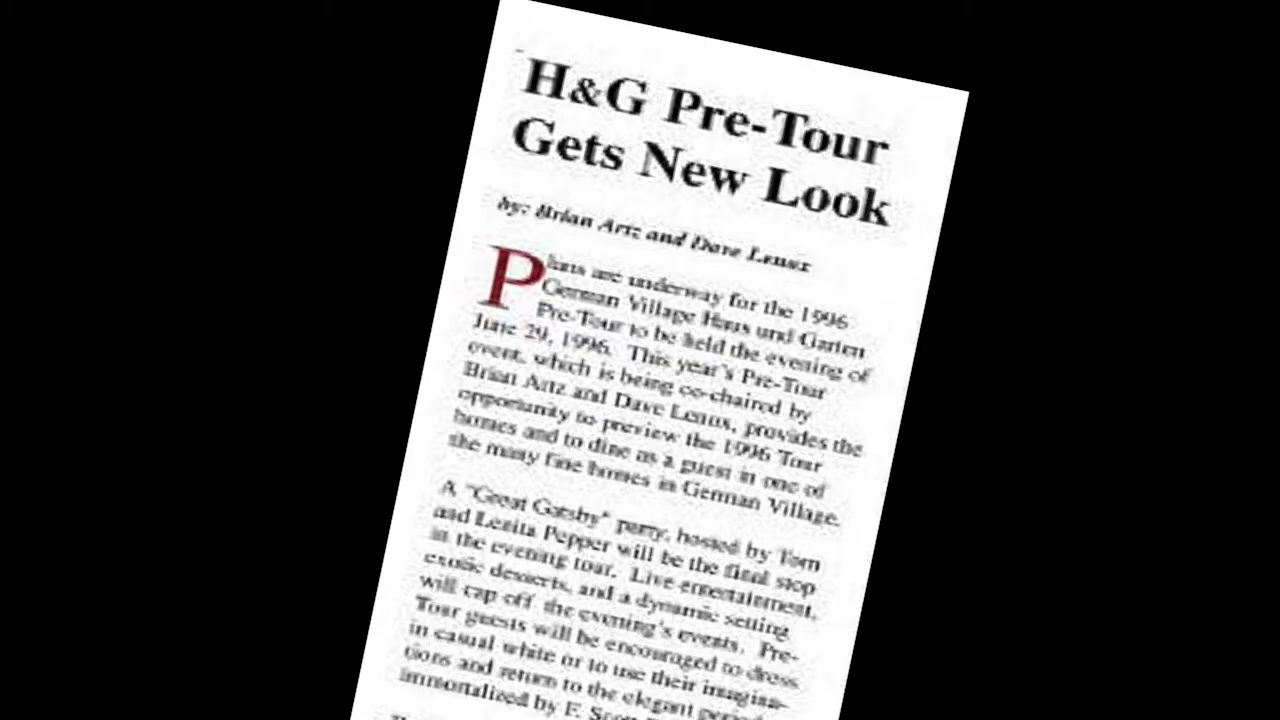 H&G Pre-Tour
Gets New Look
by: Brian Artz and Dave Lenox
Plans are underway for the 1996
German Village Haus und Garten
Pre-Tour to be held the evening of
June 29, 1996. This year's Pre-Tour
event, which is being co-chaired by
Brian Artz and Dave Lenox, provides the
opportunity to preview the 1996 Tour
homes and to dine as a guest in one of
the many fine homes in German Village.
A "Great Gatsby" party, hosted by Tom
and Lenita Pepper will be the final stop
in the evening tour. Live entertainment,
exotic desserts, and a dynamic setting
will cap off the evening's events. Pre-
Tour guests will be encouraged to dress
in casual white or to use their imagina-
tions and return to the elegant period
immortalized by F. Scott